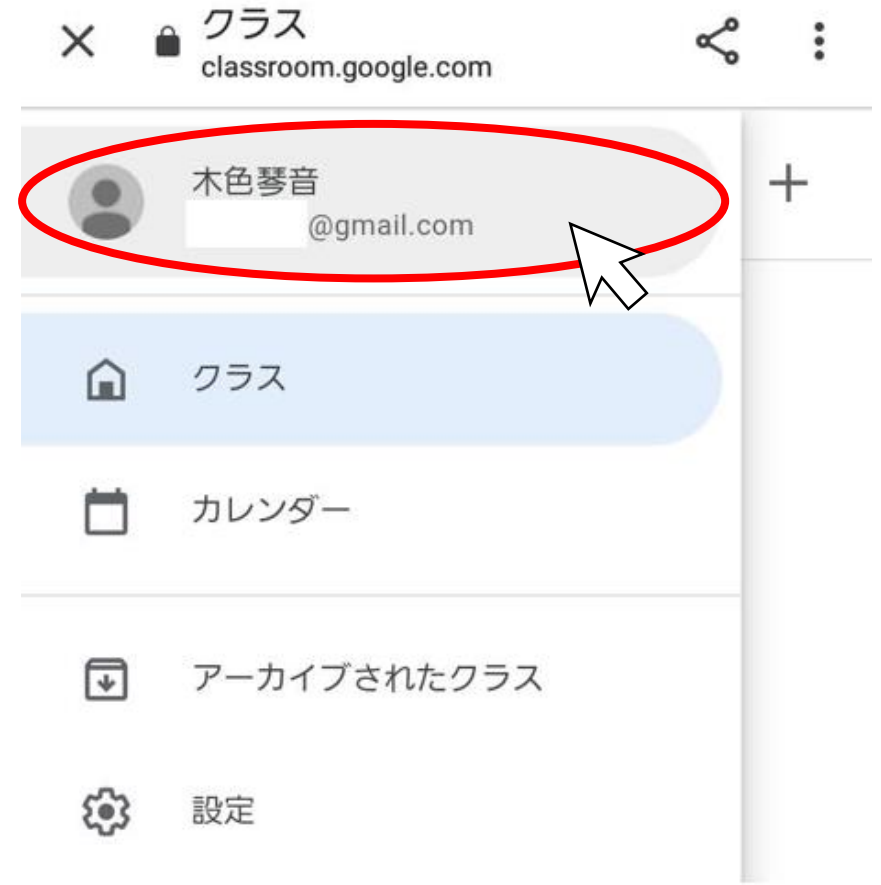 クラス
classroom.google.com
木色琴音
@gmail.com
クラス
カレンダー
アーカイブされたクラス
設定